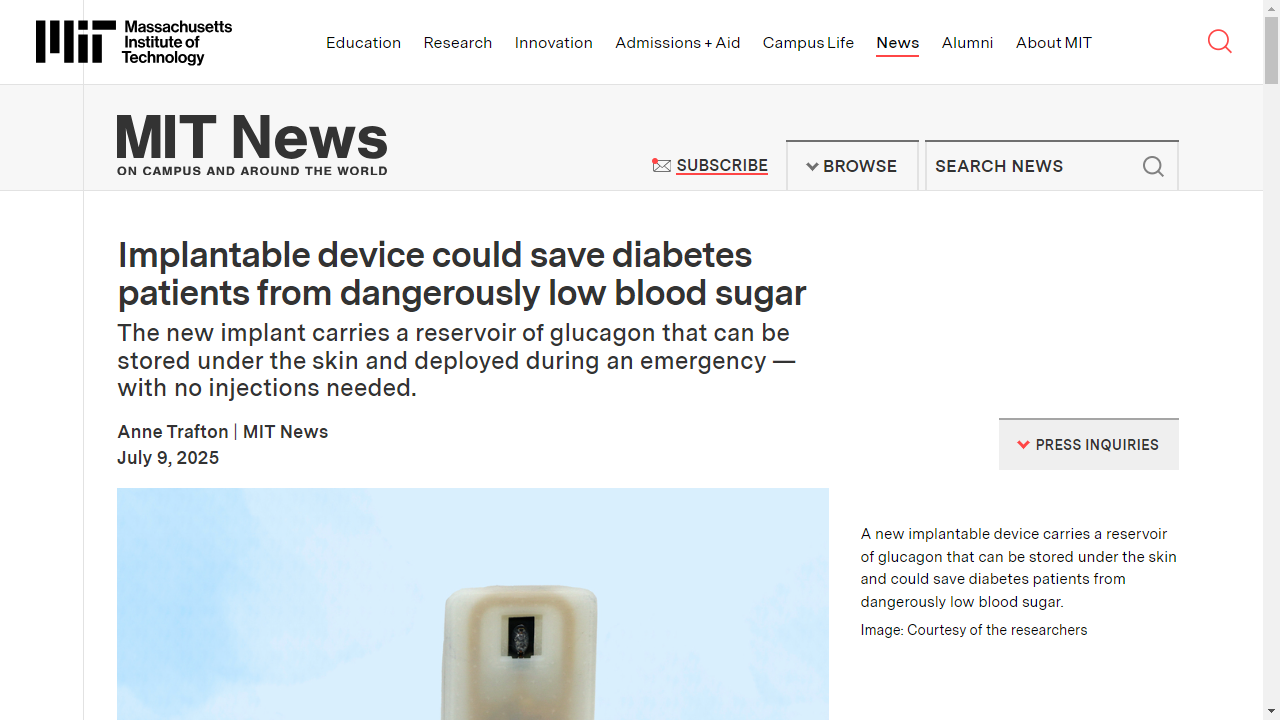 Massachusetts
Institute of
Technology
Education Research Innovation Admissions + Aid Campus Life News Alumni About MIT
MIT News
ON CAMPUS AND AROUND THE WORLD
SUBSCRIBE
BROWSE
SEARCH NEWS
Implantable device could save diabetes
patients from dangerously low blood sugar
The new implant carries a reservoir of glucagon that can be
stored under the skin and deployed during an emergency —
with no injections needed.
Anne Trafton | MIT News
July 9, 2025
PRESS INQUIRIES
A new implantable device carries a reservoir
of glucagon that can be stored under the skin
and could save diabetes patients from
dangerously low blood sugar.
Image: Courtesy of the researchers